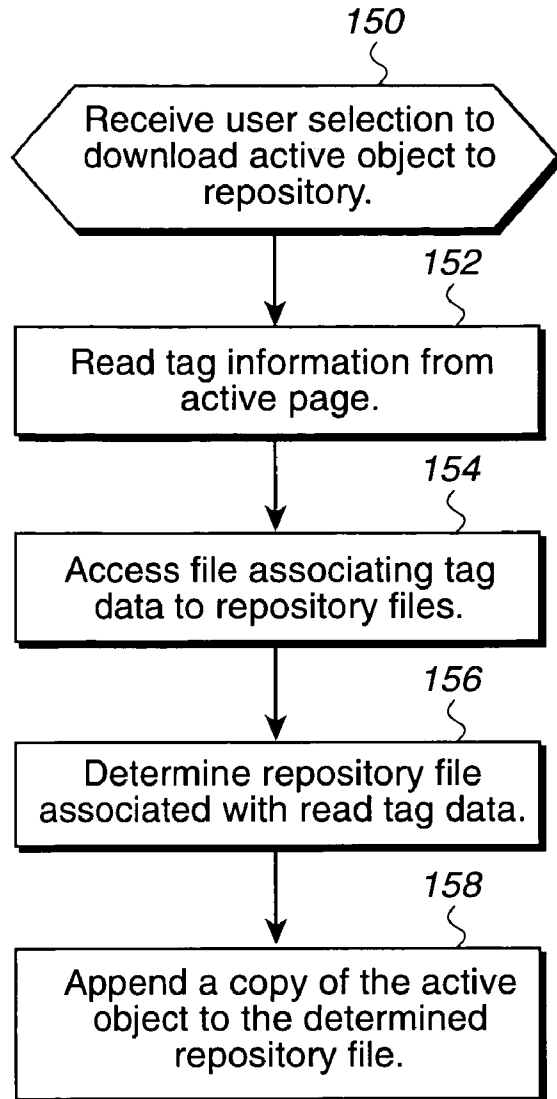 150
Receive user selection to
download active object to
repository.
152
Read tag information from
active page.
154
Access file associating tag
data to repository files.
156
Determine repository file
associated with read tag data.
158
Append a copy of the active
object to the determined
repository file.